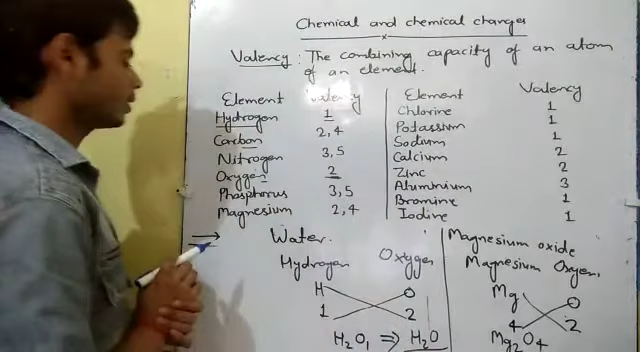 Chemical and chemical changes
x
Valency : The combining capacity of an atom
of an element.
Element Valency
Hydrogen 1
Carbon 2,4
Nitrogen 3,5
Oxygen 2
Phosphorus 3,5
Magnesium 2,4
Element Valency
Chlorine 1
Potassium 1
Sodium 1
Calcium 2
Zinc 2
Aluminium 3
Bromine 1
Iodine 1
→ Water.
Hydrogen Oxygen
H O
1 2
H₂O₁ ⇒ H₂O
Magnesium oxide
Magnesium Oxygen
Mg O
4 2
Mg₂O₄